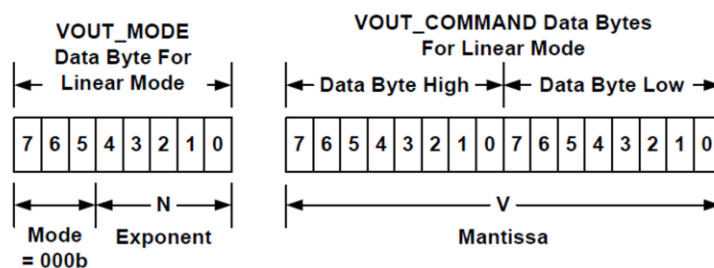 VOUT_MODE
Data Byte For
Linear Mode
VOUT_COMMAND Data Bytes
For Linear Mode
Data Byte High
Data Byte Low
7 6 5 4 3 2 1 0
7 6 5 4 3 2 1 0 7 6 5 4 3 2 1 0
N
V
Mode
= 000b
Exponent
Mantissa